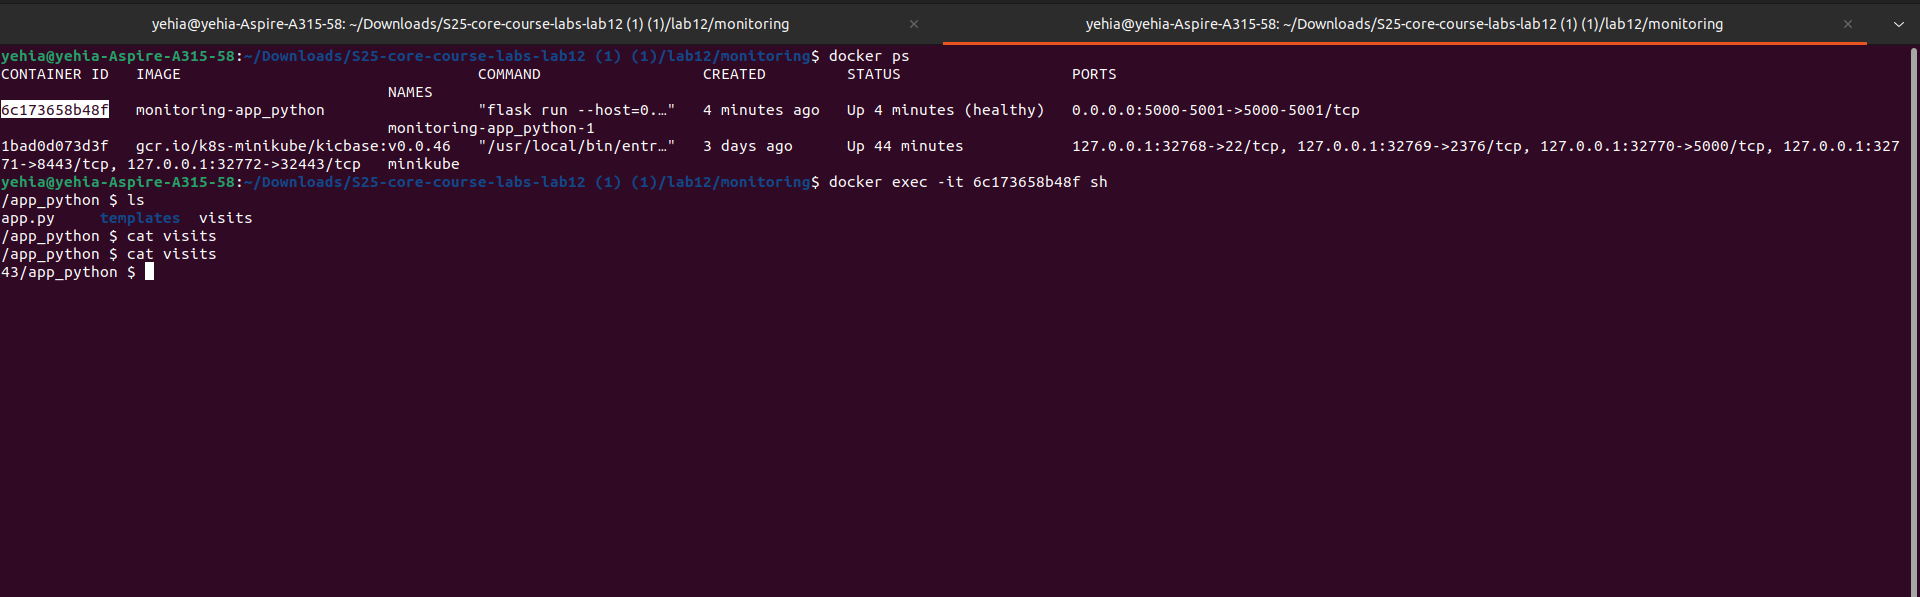 yehia@yehia-Aspire-A315-58: ~/Downloads/S25-core-course-labs-lab12 (1) (1)/lab12/monitoring × yehia@yehia-Aspire-A315-58: ~/Downloads/S25-core-course-labs-lab12 (1) (1)/lab12/monitoring ×
yehia@yehia-Aspire-A315-58:~/Downloads/S25-core-course-labs-lab12 (1) (1)/lab12/monitoring$ docker ps
CONTAINER ID   IMAGE                                 COMMAND                  CREATED         STATUS                   PORTS
                                           NAMES
6c173658b48f   monitoring-app_python                 "flask run --host=0.…"   4 minutes ago   Up 4 minutes (healthy)   0.0.0.0:5000-5001->5000-5001/tcp
                                           monitoring-app_python-1
1bad0d073d3f   gcr.io/k8s-minikube/kicbase:v0.0.46   "/usr/local/bin/entr…"   3 days ago      Up 44 minutes            127.0.0.1:32768->22/tcp, 127.0.0.1:32769->2376/tcp, 127.0.0.1:32770->5000/tcp, 127.0.0.1:327
71->8443/tcp, 127.0.0.1:32772->32443/tcp   minikube
yehia@yehia-Aspire-A315-58:~/Downloads/S25-core-course-labs-lab12 (1) (1)/lab12/monitoring$ docker exec -it 6c173658b48f sh
/app_python $ ls
app.py     templates  visits
/app_python $ cat visits
/app_python $ cat visits
43/app_python $